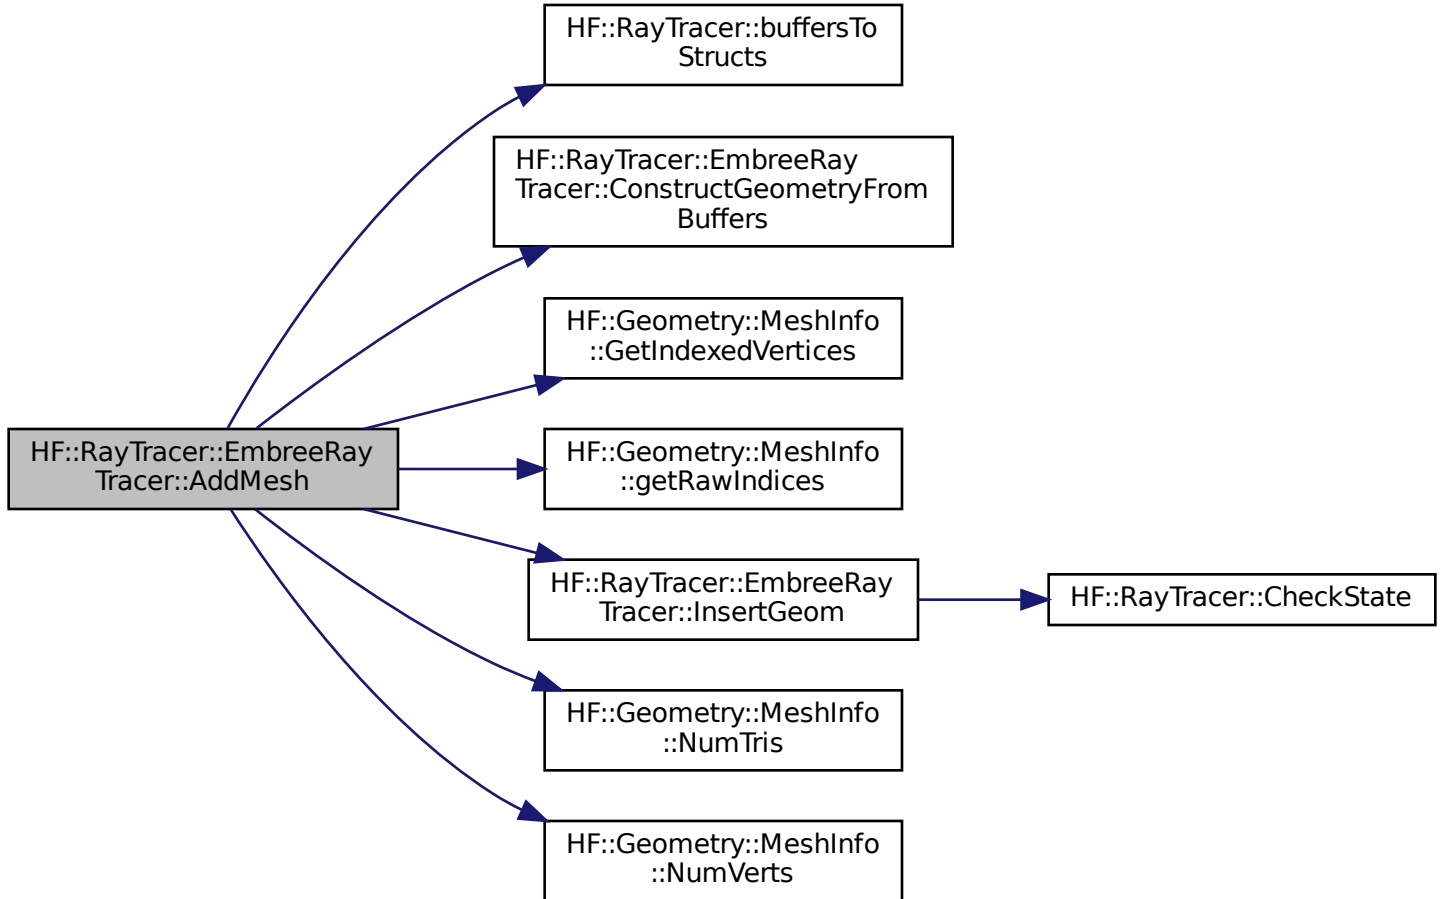 HF::RayTracer::buffersTo
Structs
HF::RayTracer::EmbreeRay
Tracer::ConstructGeometryFrom
Buffers
HF::Geometry::MeshInfo
::GetIndexedVertices
HF::RayTracer::EmbreeRay
Tracer::AddMesh
HF::Geometry::MeshInfo
::getRawIndices
HF::RayTracer::EmbreeRay
Tracer::InsertGeom
HF::RayTracer::CheckState
HF::Geometry::MeshInfo
::NumTris
HF::Geometry::MeshInfo
::NumVerts